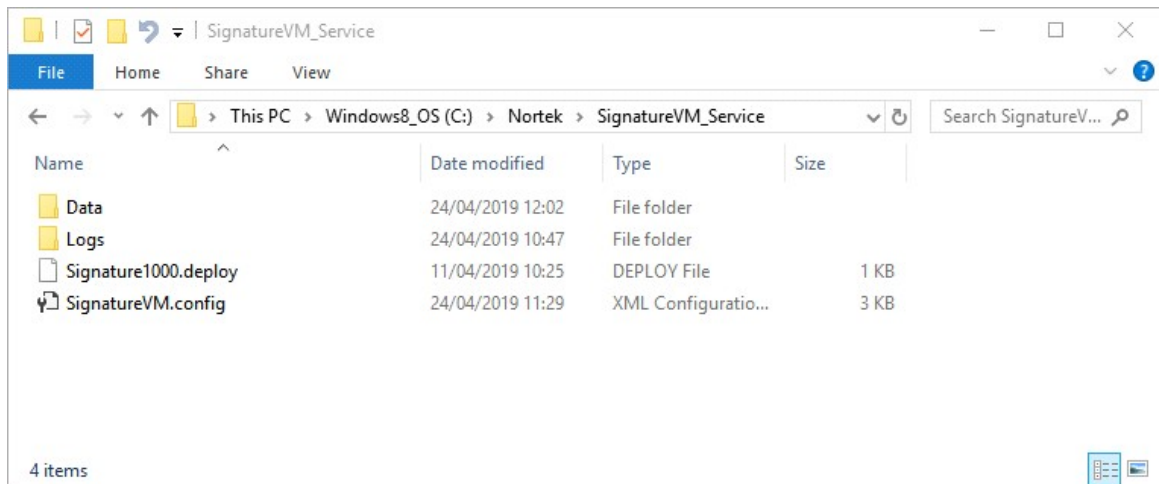 SignatureVM_Service
File Home Share View
This PC > Windows8_OS (C:) > Nortek > SignatureVM_Service Search SignatureV...
Name Date modified Type Size
Data 24/04/2019 12:02 File folder
Logs 24/04/2019 10:47 File folder
Signature1000.deploy 11/04/2019 10:25 DEPLOY File 1 KB
SignatureVM.config 24/04/2019 11:29 XML Configuratio... 3 KB
4 items